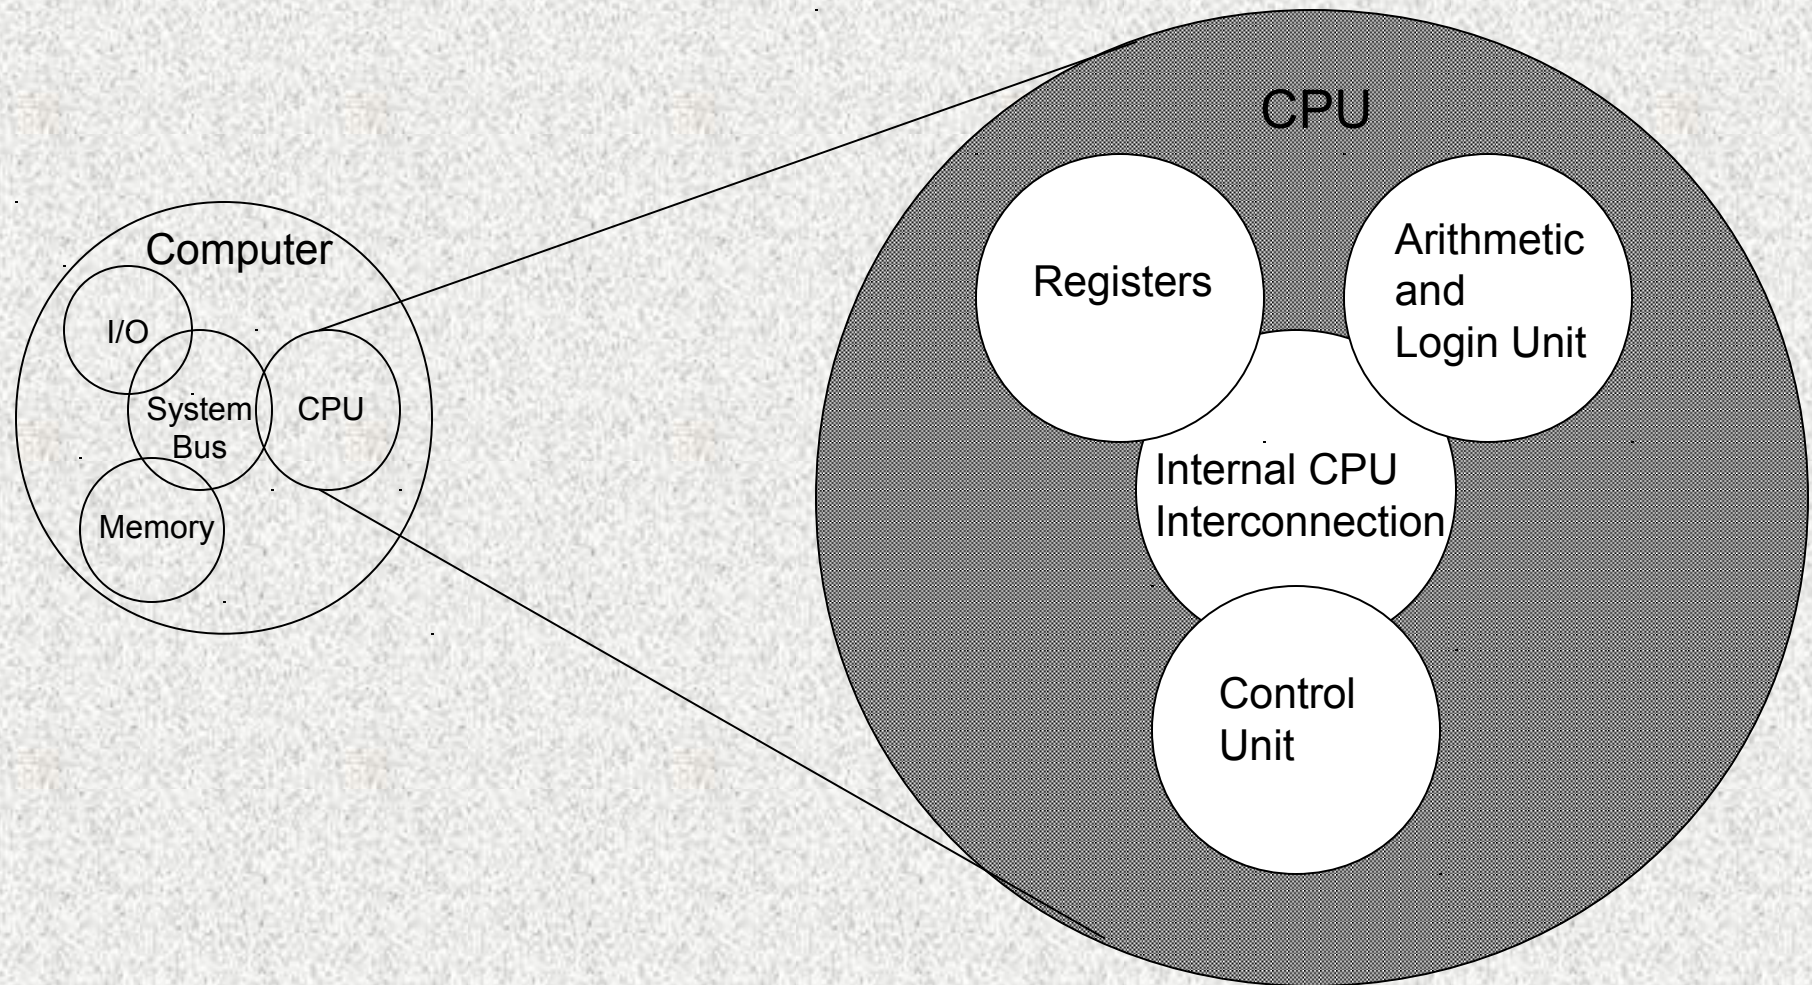 Computer
I/O
System
Bus
CPU
Memory
CPU
Registers
Arithmetic
and
Login Unit
Internal CPU
Interconnection
Control
Unit